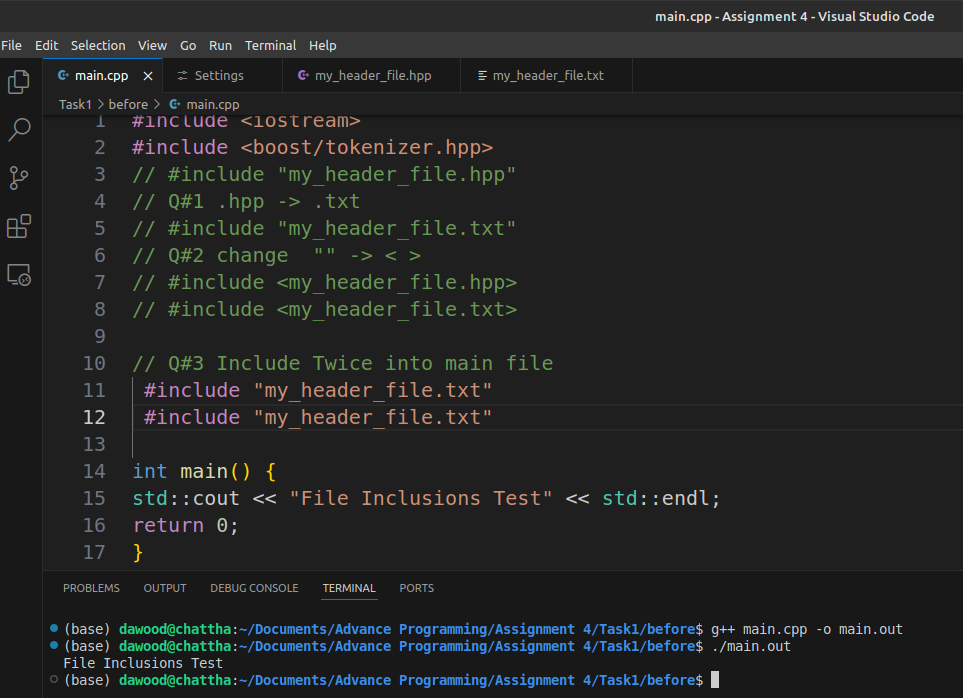 main.cpp - Assignment 4 - Visual Studio Code
File Edit Selection View Go Run Terminal Help
main.cpp Settings my_header_file.hpp my_header_file.txt
Task1 > before > main.cpp
1 #include <iostream>
2 #include <boost/tokenizer.hpp>
3 // #include "my_header_file.hpp"
4 // Q#1 .hpp -> .txt
5 // #include "my_header_file.txt"
6 // Q#2 change  "" -> < >
7 // #include <my_header_file.hpp>
8 // #include <my_header_file.txt>
9
10 // Q#3 Include Twice into main file
11  #include "my_header_file.txt"
12  #include "my_header_file.txt"
13
14 int main() {
15 std::cout << "File Inclusions Test" << std::endl;
16 return 0;
17 }
PROBLEMS OUTPUT DEBUG CONSOLE TERMINAL PORTS
(base) dawood@chattha:~/Documents/Advance Programming/Assignment 4/Task1/before$ g++ main.cpp -o main.out
(base) dawood@chattha:~/Documents/Advance Programming/Assignment 4/Task1/before$ ./main.out
File Inclusions Test
(base) dawood@chattha:~/Documents/Advance Programming/Assignment 4/Task1/before$